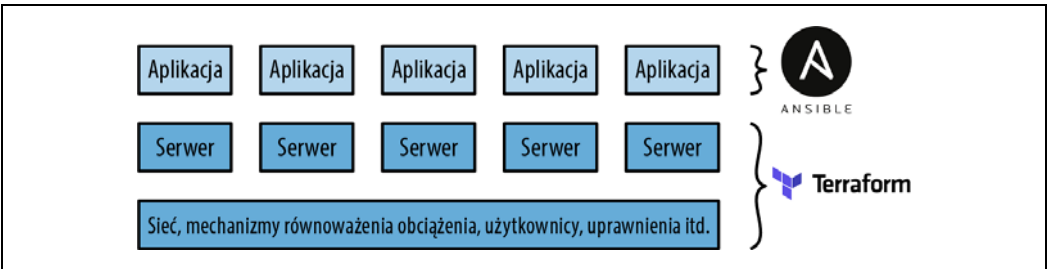 Aplikacja Aplikacja Aplikacja Aplikacja Aplikacja
ANSIBLE
Serwer Serwer Serwer Serwer Serwer
Terraform
Sieć, mechanizmy równoważenia obciążenia, użytkownicy, uprawnienia itd.